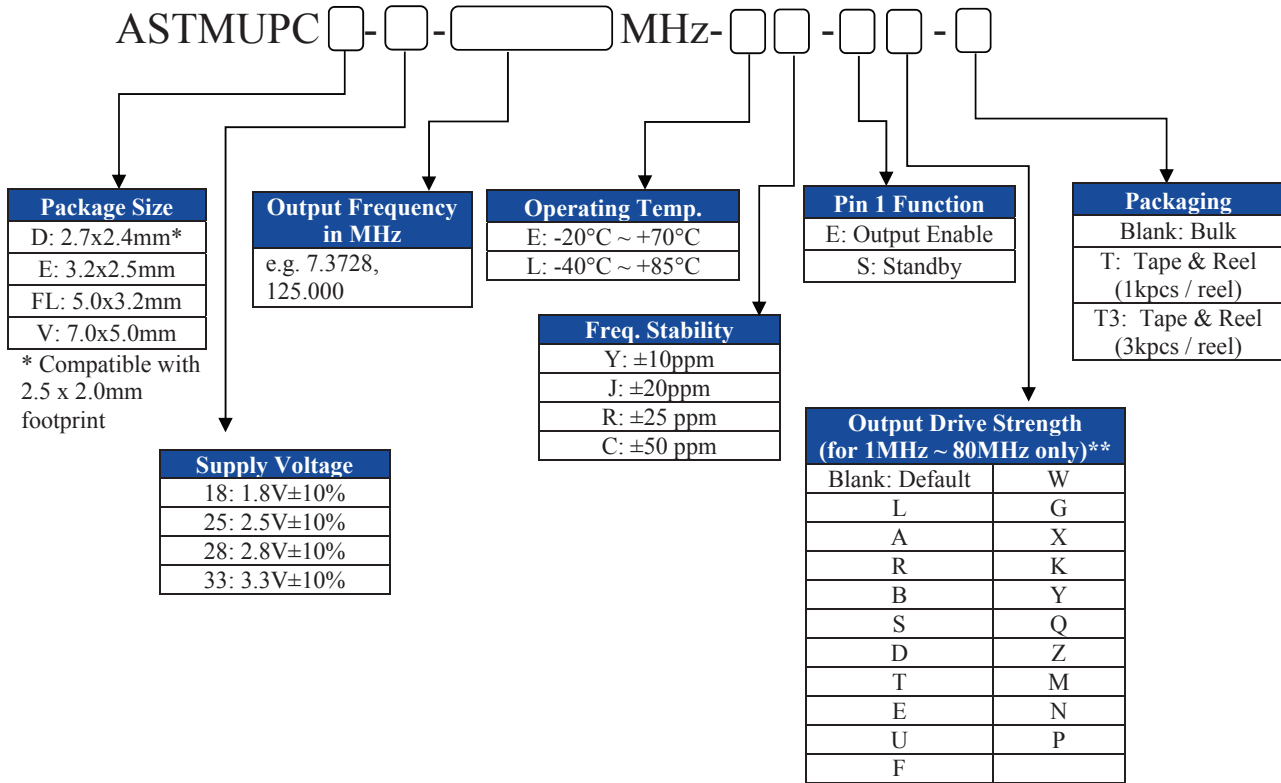 ASTMUPC - - MHz- - -
Package Size
D: 2.7x2.4mm*
E: 3.2x2.5mm
FL: 5.0x3.2mm
V: 7.0x5.0mm
* Compatible with
2.5 x 2.0mm
footprint
Supply Voltage
18: 1.8V±10%
25: 2.5V±10%
28: 2.8V±10%
33: 3.3V±10%
Output Frequency
in MHz
e.g. 7.3728,
125.000
Operating Temp.
E: -20°C ~ +70°C
L: -40°C ~ +85°C
Freq. Stability
Y: ±10ppm
J: ±20ppm
R: ±25 ppm
C: ±50 ppm
Pin 1 Function
E: Output Enable
S: Standby
Output Drive Strength
(for 1MHz ~ 80MHz only)**
Blank: Default W
L G
A X
R K
B Y
S Q
D Z
T M
E N
U P
F
Packaging
Blank: Bulk
T: Tape & Reel
(1kpcs / reel)
T3: Tape & Reel
(3kpcs / reel)